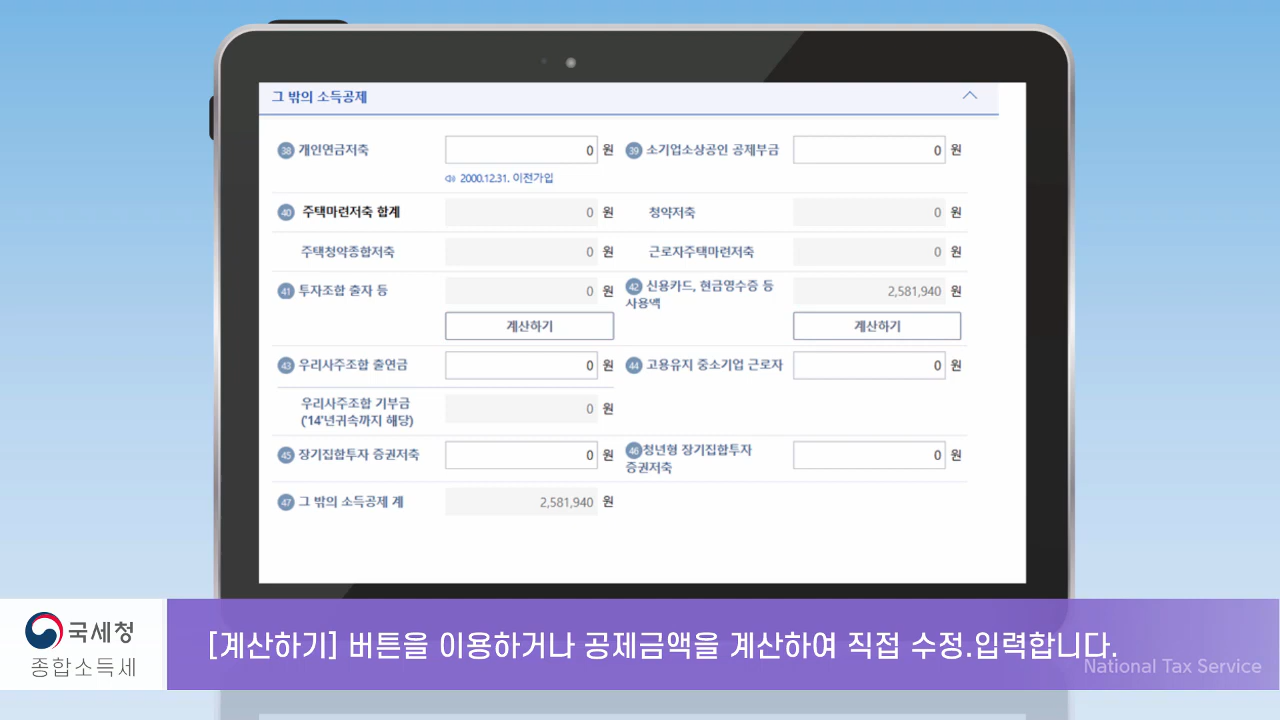 그 밖의 소득공제
38 개인연금저축 0 원 39 소기업소상공인 공제부금 0 원
2000.12.31. 이전가입
40 주택마련저축 합계 0 원 청약저축 0 원
주택청약종합저축 0 원 근로자주택마련저축 0 원
41 투자조합 출자 등 0 원 42 신용카드, 현금영수증 등
사용액 2,581,940 원
계산하기 계산하기
43 우리사주조합 출연금 0 원 44 고용유지 중소기업 근로자 0 원
우리사주조합 기부금
('14'년귀속까지 해당) 0 원
45 장기집합투자 증권저축 0 원 46 청년형 장기집합투자
증권저축 0 원
47 그 밖의 소득공제 계 2,581,940 원
국세청
종합소득세
[계산하기] 버튼을 이용하거나 공제금액을 계산하여 직접 수정.입력합니다.
National Tax Service